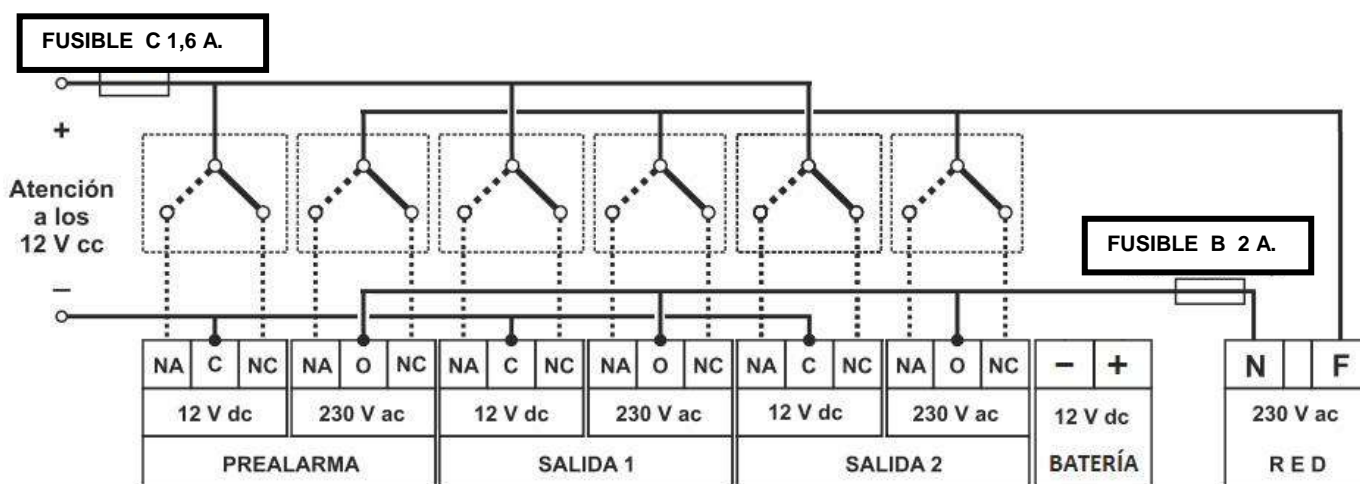 FUSIBLE C 1,6 A.
+
Atención
a los
12 V cc
–
FUSIBLE B 2 A.
NA C NC NA O NC NA C NC NA O NC NA C NC NA O NC – + N F
12 V dc 230 V ac 12 V dc 230 V ac 12 V dc 230 V ac 12 V dc 230 V ac
PREALARMA SALIDA 1 SALIDA 2 BATERÍA RED